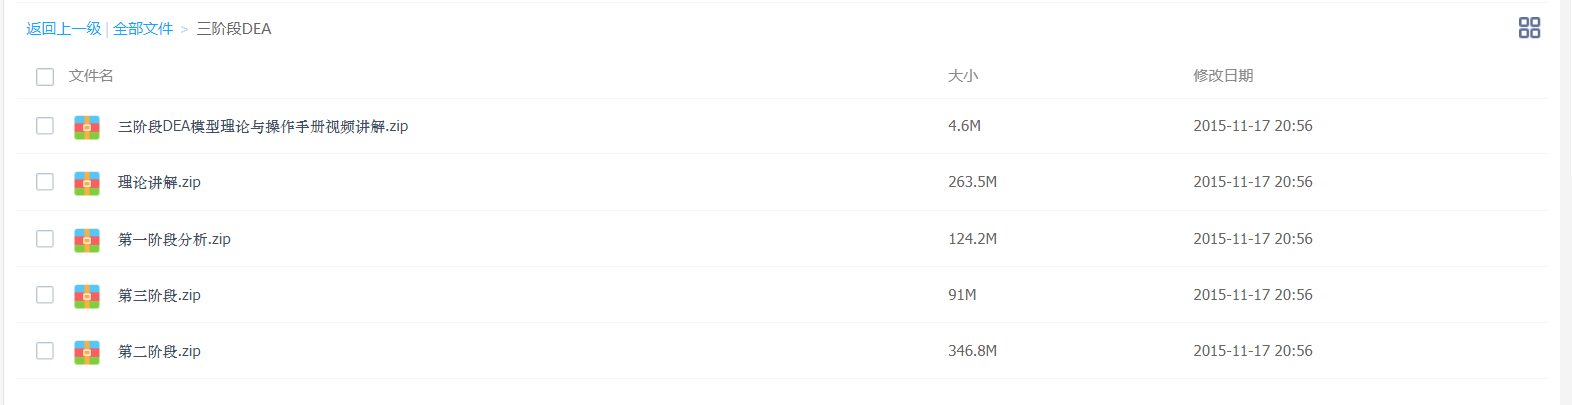 返回上一级 | 全部文件 > 三阶段DEA
文件名 大小 修改日期
三阶段DEA模型理论与操作手册视频讲解.zip 4.6M 2015-11-17 20:56
理论讲解.zip 263.5M 2015-11-17 20:56
第一阶段分析.zip 124.2M 2015-11-17 20:56
第三阶段.zip 91M 2015-11-17 20:56
第二阶段.zip 346.8M 2015-11-17 20:56